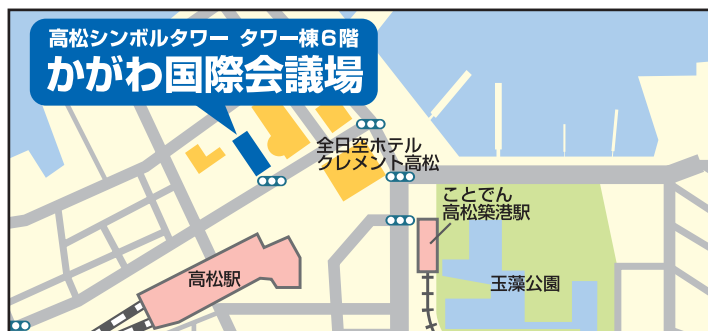 高松シンボルタワー タワー棟6階
かがわ国際会議場
全日空ホテル
クレメント高松
ことでん
高松築港駅
高松駅
玉藻公園